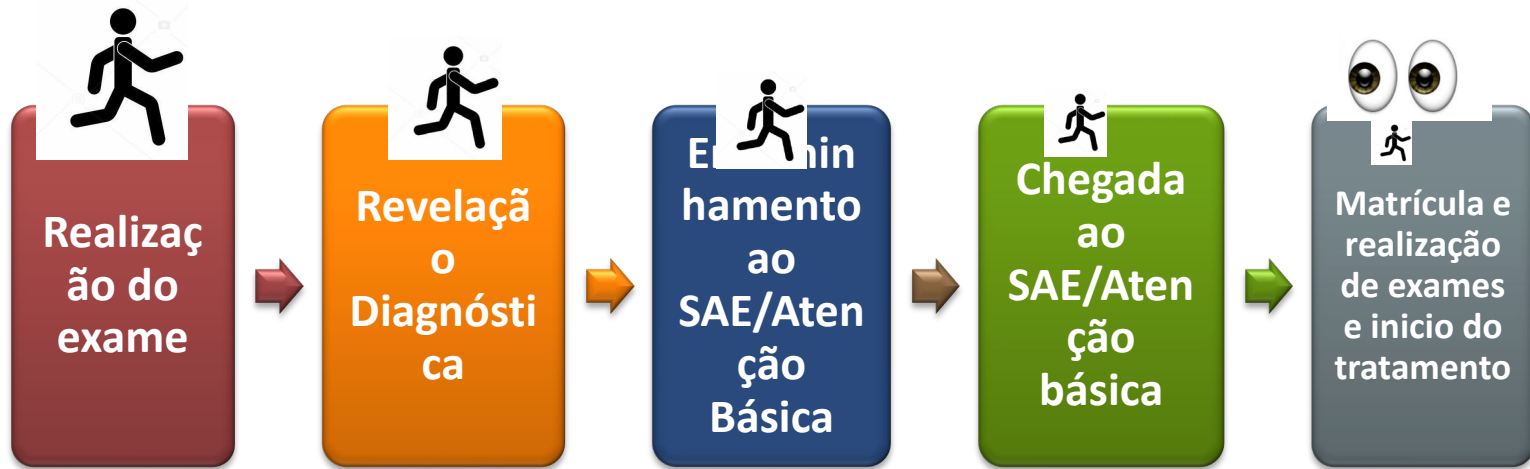 Realizaç
ão do
exame
Revelaçã
o
Diagnósti
ca
hamento
ao
SAE/Aten
ção
Básica
Chegada
ao
SAE/Aten
ção
básica
Matrícula e
realização
de exames
e inicio do
tratamento